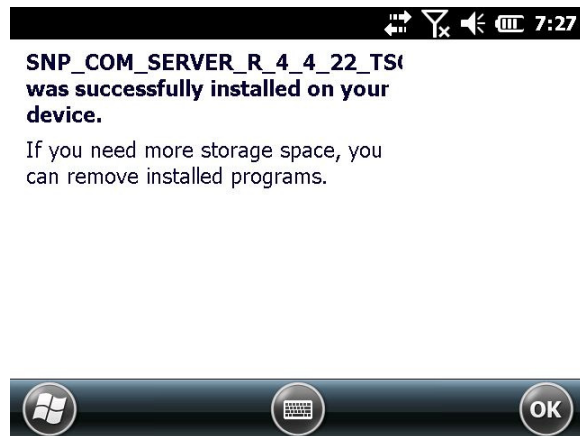 7:27
SNP_COM_SERVER_R_4_4_22_TS
was successfully installed on your
device.
If you need more storage space, you
can remove installed programs.
OK